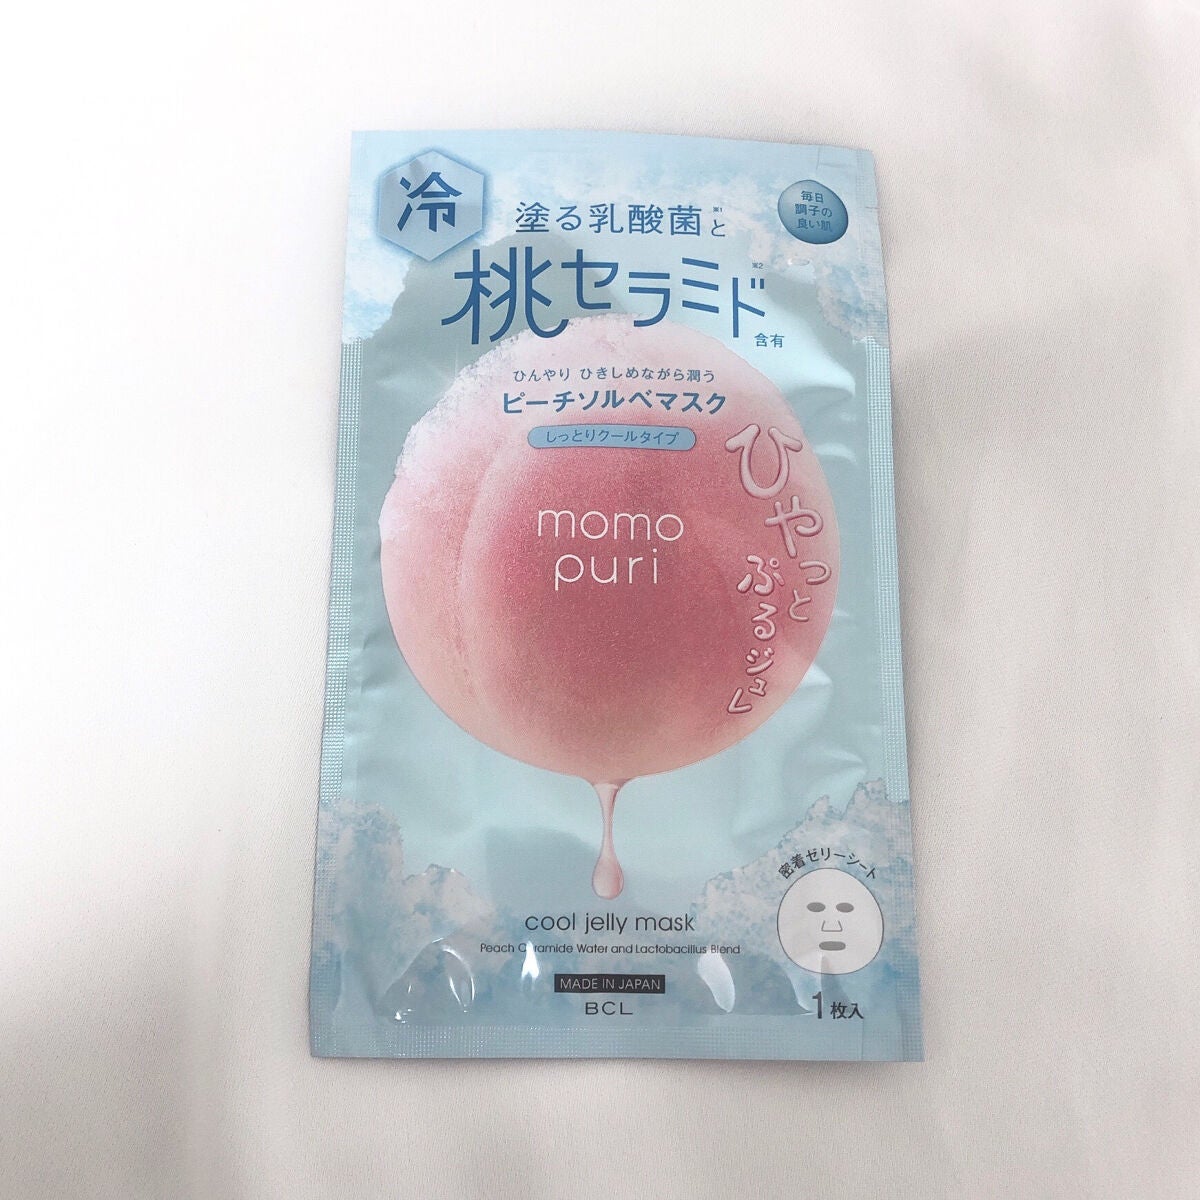 冷
塗る乳酸菌※1と
毎日
調子の
良い肌
桃セラミド※2
含有
ひんやり ひきしめながら潤う
ピーチソルベマスク
しっとりクールタイプ
momo
puri
ひやっと
ぷるジュレ
密着ゼリーシート
cool jelly mask
Peach Ceramide Water and Lactobacillus Blend
MADE IN JAPAN
BCL
1枚入